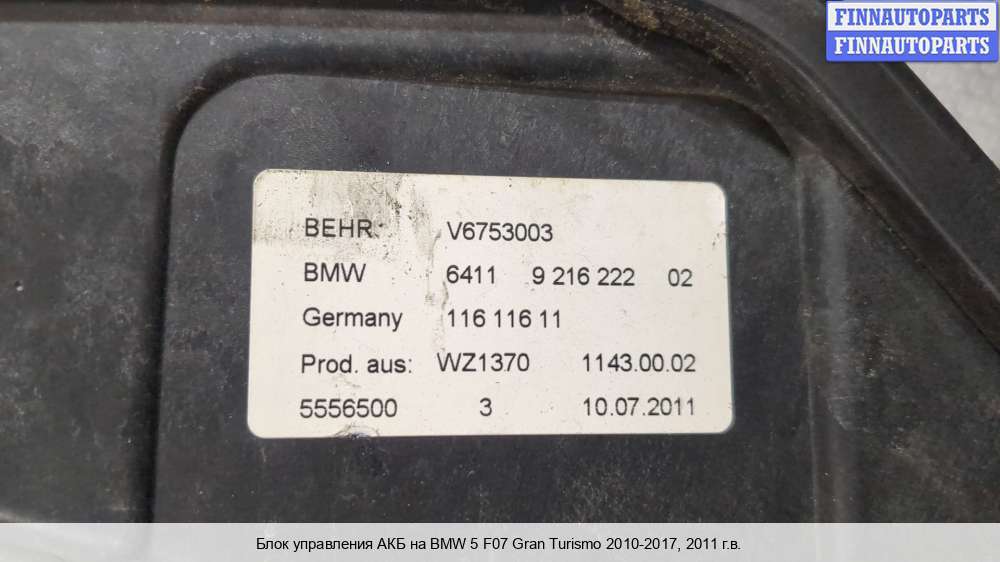 FINNAUTOPARTS
FINNAUTOPARTS
BEHR: V6753003
BMW 6411 9 216 222 02
Germany 116 116 11
Prod. aus: WZ1370 1143.00.02
5556500 3 10.07.2011
Блок управления АКБ на BMW 5 F07 Gran Turismo 2010-2017, 2011 г.в.